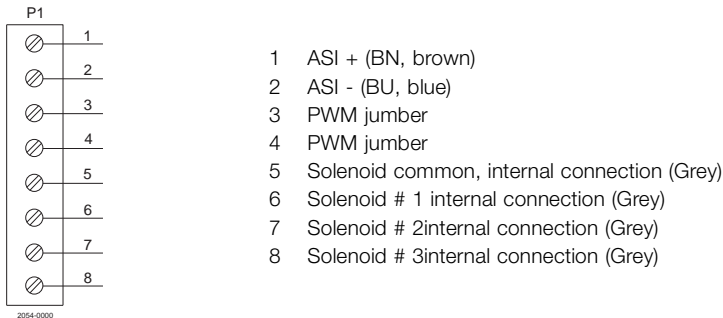 P1
1
2
3
4
5
6
7
8
2054-0000
1 ASI + (BN, brown)
2 ASI - (BU, blue)
3 PWM jumber
4 PWM jumber
5 Solenoid common, internal connection (Grey)
6 Solenoid # 1 internal connection (Grey)
7 Solenoid # 2internal connection (Grey)
8 Solenoid # 3internal connection (Grey)